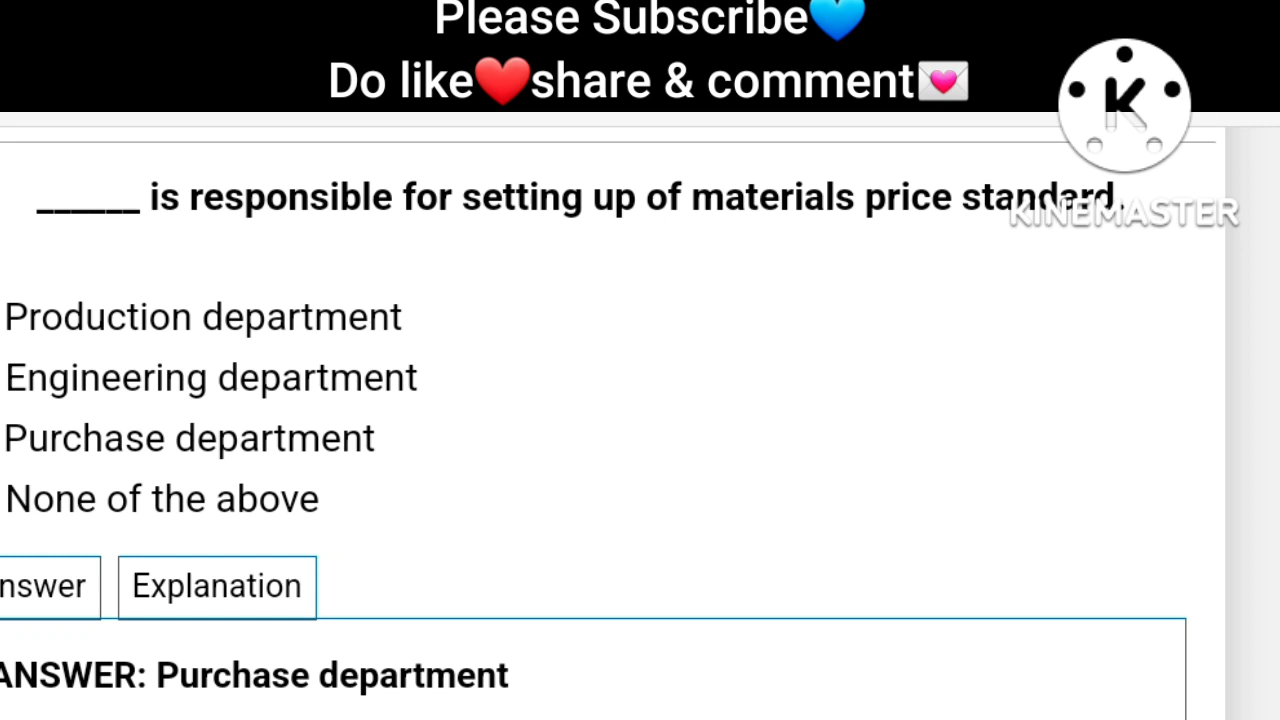 Please Subscribe💙
Do like❤️share & comment💌
K
KINEMASTER
______ is responsible for setting up of materials price standard.
Production department
Engineering department
Purchase department
None of the above
nswer Explanation
ANSWER: Purchase department